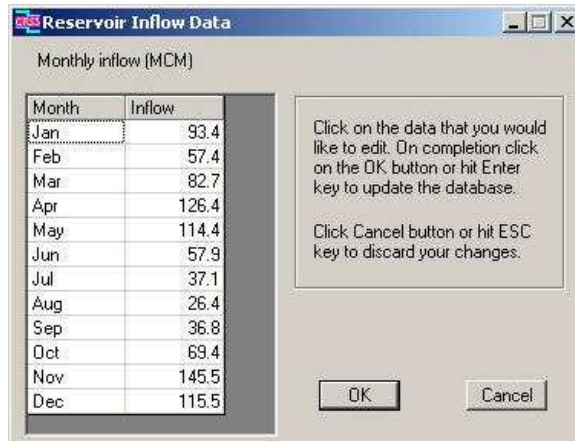 CRSS Reservoir Inflow Data
Monthly inflow (MCM)
Month Inflow
Jan 93.4
Feb 57.4
Mar 82.7
Apr 126.4
May 114.4
Jun 57.9
Jul 37.1
Aug 26.4
Sep 36.8
Oct 69.4
Nov 145.5
Dec 115.5
Click on the data that you would
like to edit. On completion click
on the OK button or hit Enter
key to update the database.
Click Cancel button or hit ESC
key to discard your changes.
OK Cancel